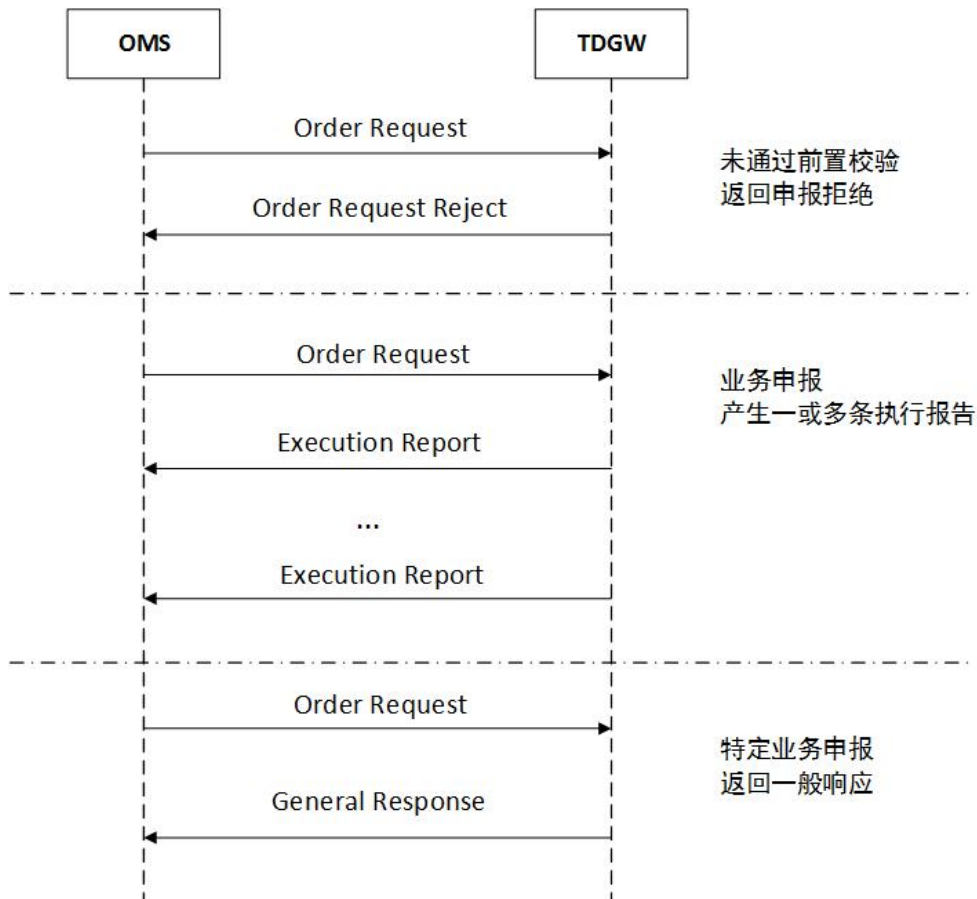 OMS
TDGW
Order Request
未通过前置校验
返回申报拒绝
Order Request Reject
Order Request
业务申报
产生一或多条执行报告
Execution Report
...
Execution Report
Order Request
特定业务申报
返回一般响应
General Response